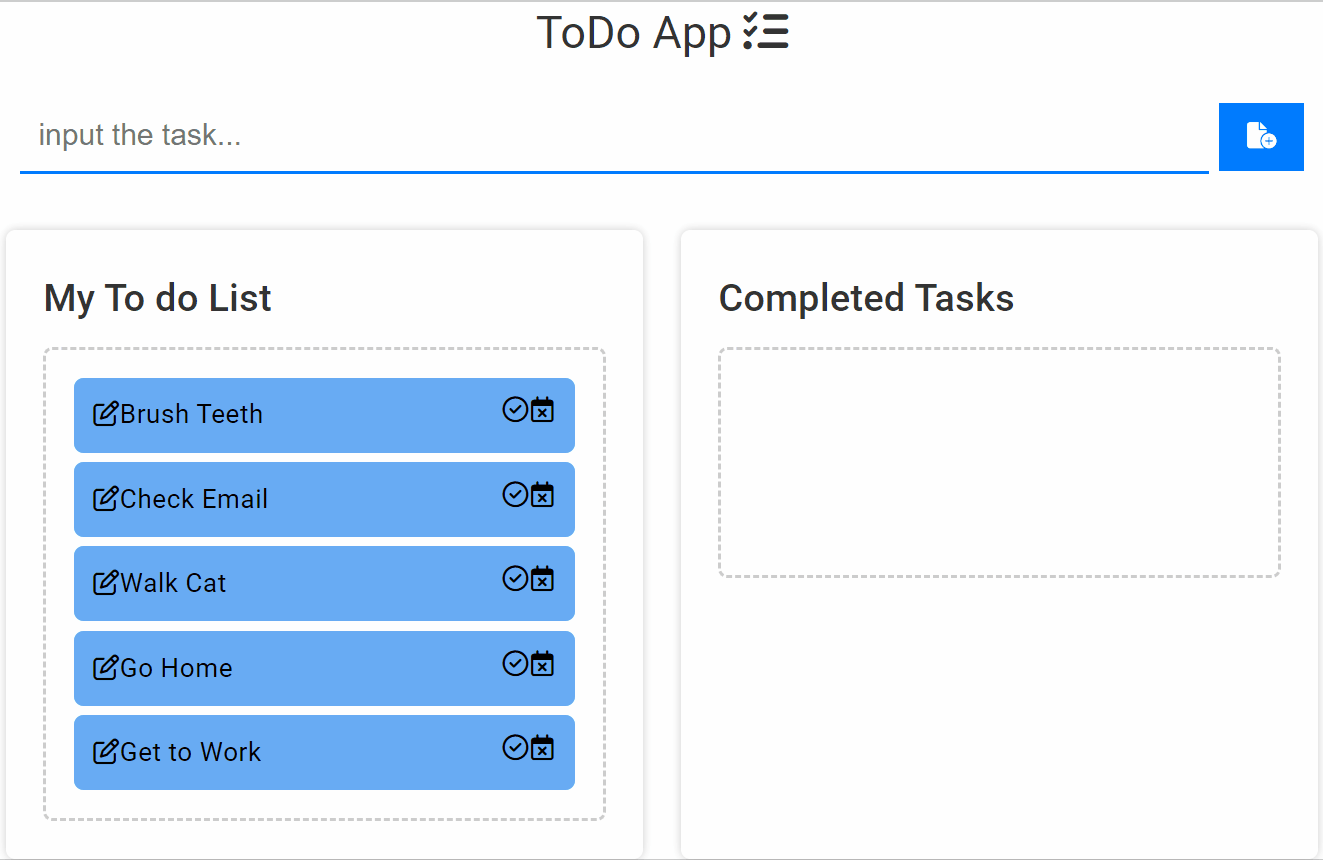 ToDo App
input the task...
My To do List
Brush Teeth
Check Email
Walk Cat
Go Home
Get to Work
Completed Tasks